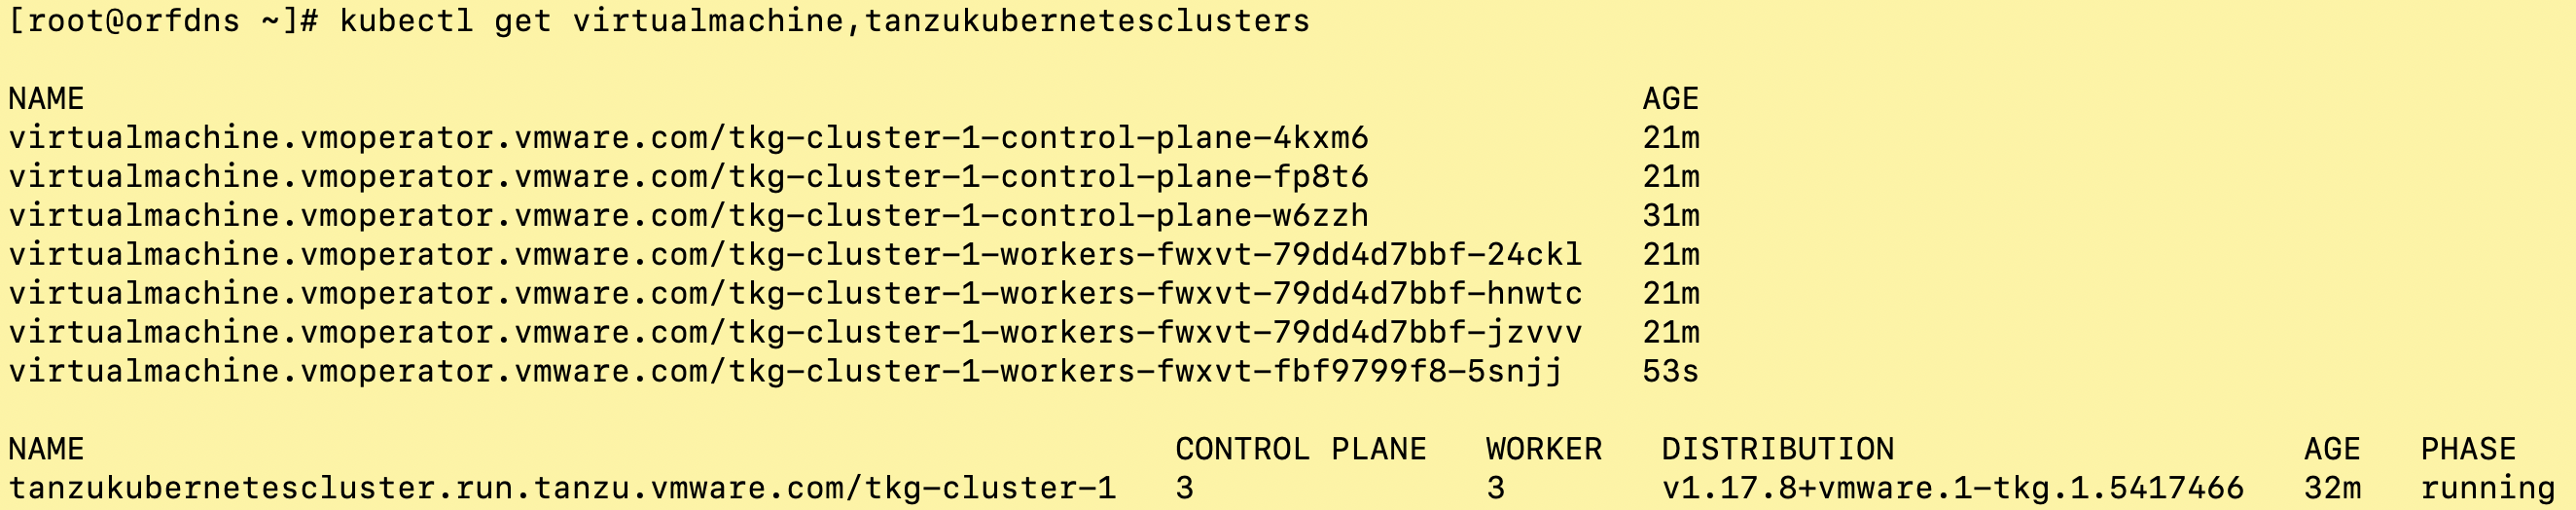 [root@orfdns ~]# kubectl get virtualmachine,tanzukubernetesclusters
NAME AGE
virtualmachine.vmoperator.vmware.com/tkg-cluster-1-control-plane-4kxm6 21m
virtualmachine.vmoperator.vmware.com/tkg-cluster-1-control-plane-fp8t6 21m
virtualmachine.vmoperator.vmware.com/tkg-cluster-1-control-plane-w6zzh 31m
virtualmachine.vmoperator.vmware.com/tkg-cluster-1-workers-fwxvt-79dd4d7bbf-24ckl 21m
virtualmachine.vmoperator.vmware.com/tkg-cluster-1-workers-fwxvt-79dd4d7bbf-hnwtc 21m
virtualmachine.vmoperator.vmware.com/tkg-cluster-1-workers-fwxvt-79dd4d7bbf-jzvvv 21m
virtualmachine.vmoperator.vmware.com/tkg-cluster-1-workers-fwxvt-fbf9799f8-5snjj 53s
NAME CONTROL PLANE WORKER DISTRIBUTION AGE PHASE
tanzukubernetescluster.run.tanzu.vmware.com/tkg-cluster-1 3 3 v1.17.8+vmware.1-tkg.1.5417466 32m running